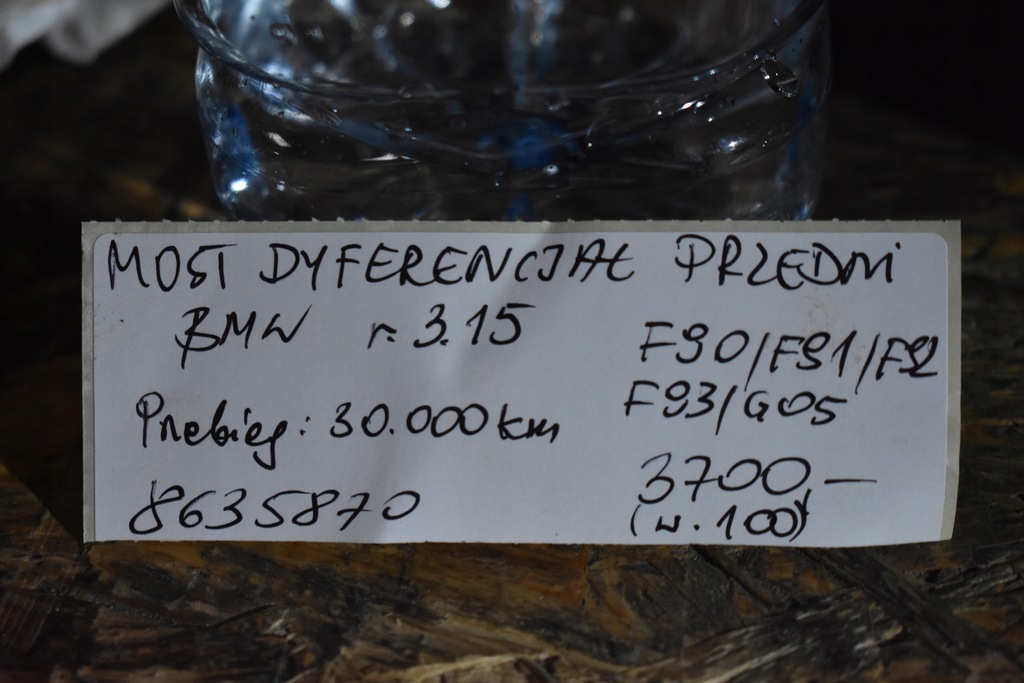 MOST DYFERENCJAŁ PRZEDNI
BMW r. 3.15
F90/F91/F92
F93/G05
Przebieg: 30.000 km
3700,-
8635870
(w. 100)